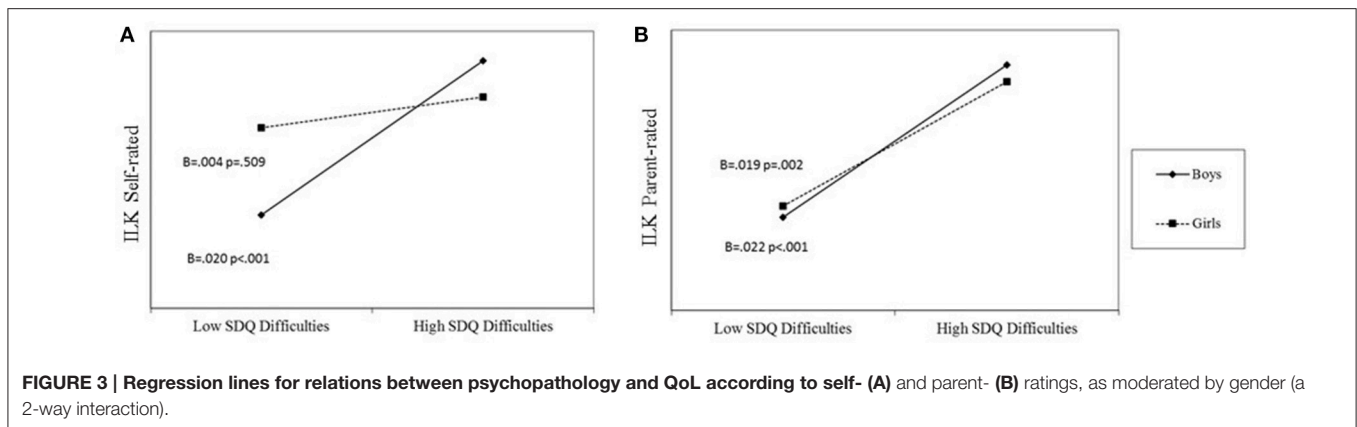 A
ILK Self-rated
B=.004 p=.509
B=.020 p<.001
Low SDQ Difficulties
High SDQ Difficulties
B
ILK Parent-rated
B=.019 p=.002
B=.022 p<.001
Low SDQ Difficulties
High SDQ Difficulties
Boys
Girls
FIGURE 3 | Regression lines for relations between psychopathology and QoL according to self- (A) and parent- (B) ratings, as moderated by gender (a
2-way interaction).